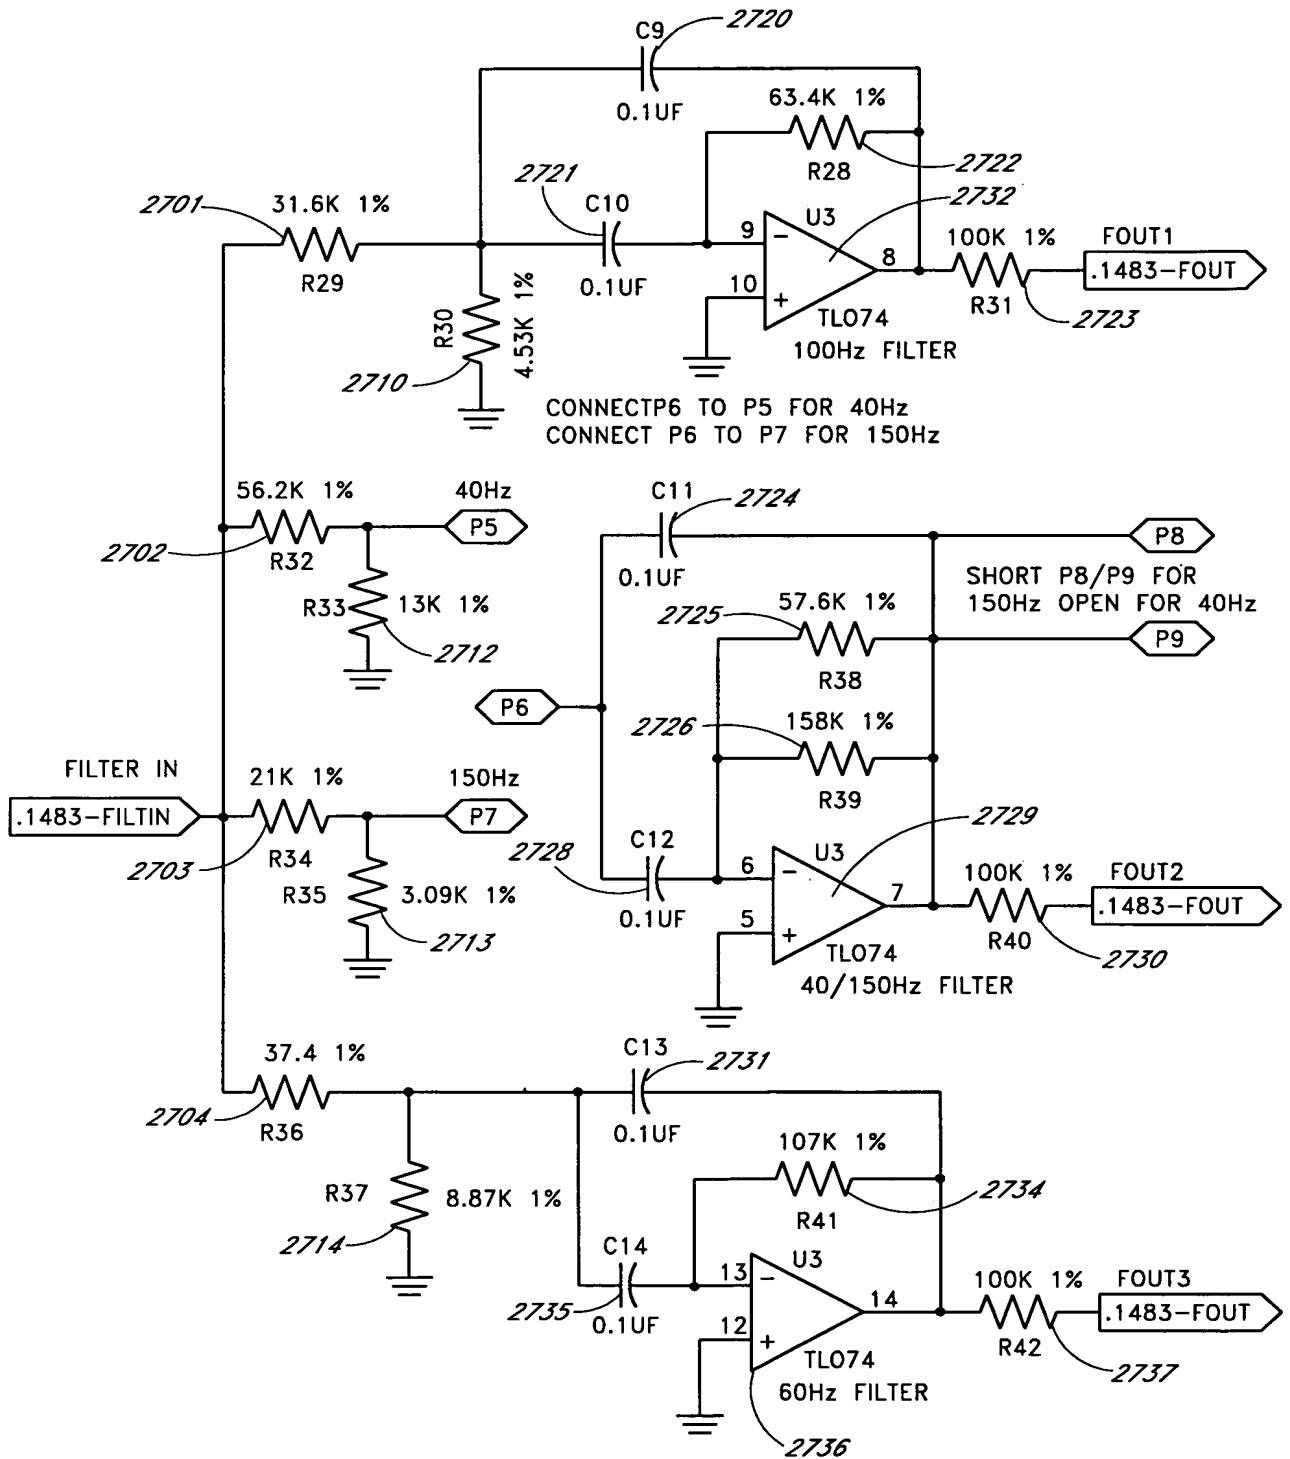 C9 2720
0.1UF
63.4K 1%
R28 2722
2721
C10
0.1UF
2701 31.6K 1%
R29
U3 2732
9 −
10 +
8
TL074
100Hz FILTER
100K 1%
R31
2723
FOUT1
.1483-FOUT
R30
4.53K 1%
2710
CONNECTP6 TO P5 FOR 40Hz
CONNECT P6 TO P7 FOR 150Hz
56.2K 1%
2702 R32
40Hz
P5
R33 13K 1%
2712
C11 2724
0.1UF
P8
SHORT P8/P9 FOR
150Hz OPEN FOR 40Hz
P9
2725 57.6K 1%
R38
P6
2726 158K 1%
R39
FILTER IN
.1483-FILTIN
21K 1%
2703 R34
150Hz
P7
R35 3.09K 1%
2713
2728 C12
0.1UF
U3 2729
6 −
5 +
7
TL074
40/150Hz FILTER
100K 1%
R40
2730
FOUT2
.1483-FOUT
37.4 1%
2704 R36
R37 8.87K 1%
2714
C13 2731
0.1UF
107K 1%
R41
2734
C14
2735 0.1UF
U3
13 −
12 +
14
TL074
60Hz FILTER
2736
100K 1%
R42
2737
FOUT3
.1483-FOUT